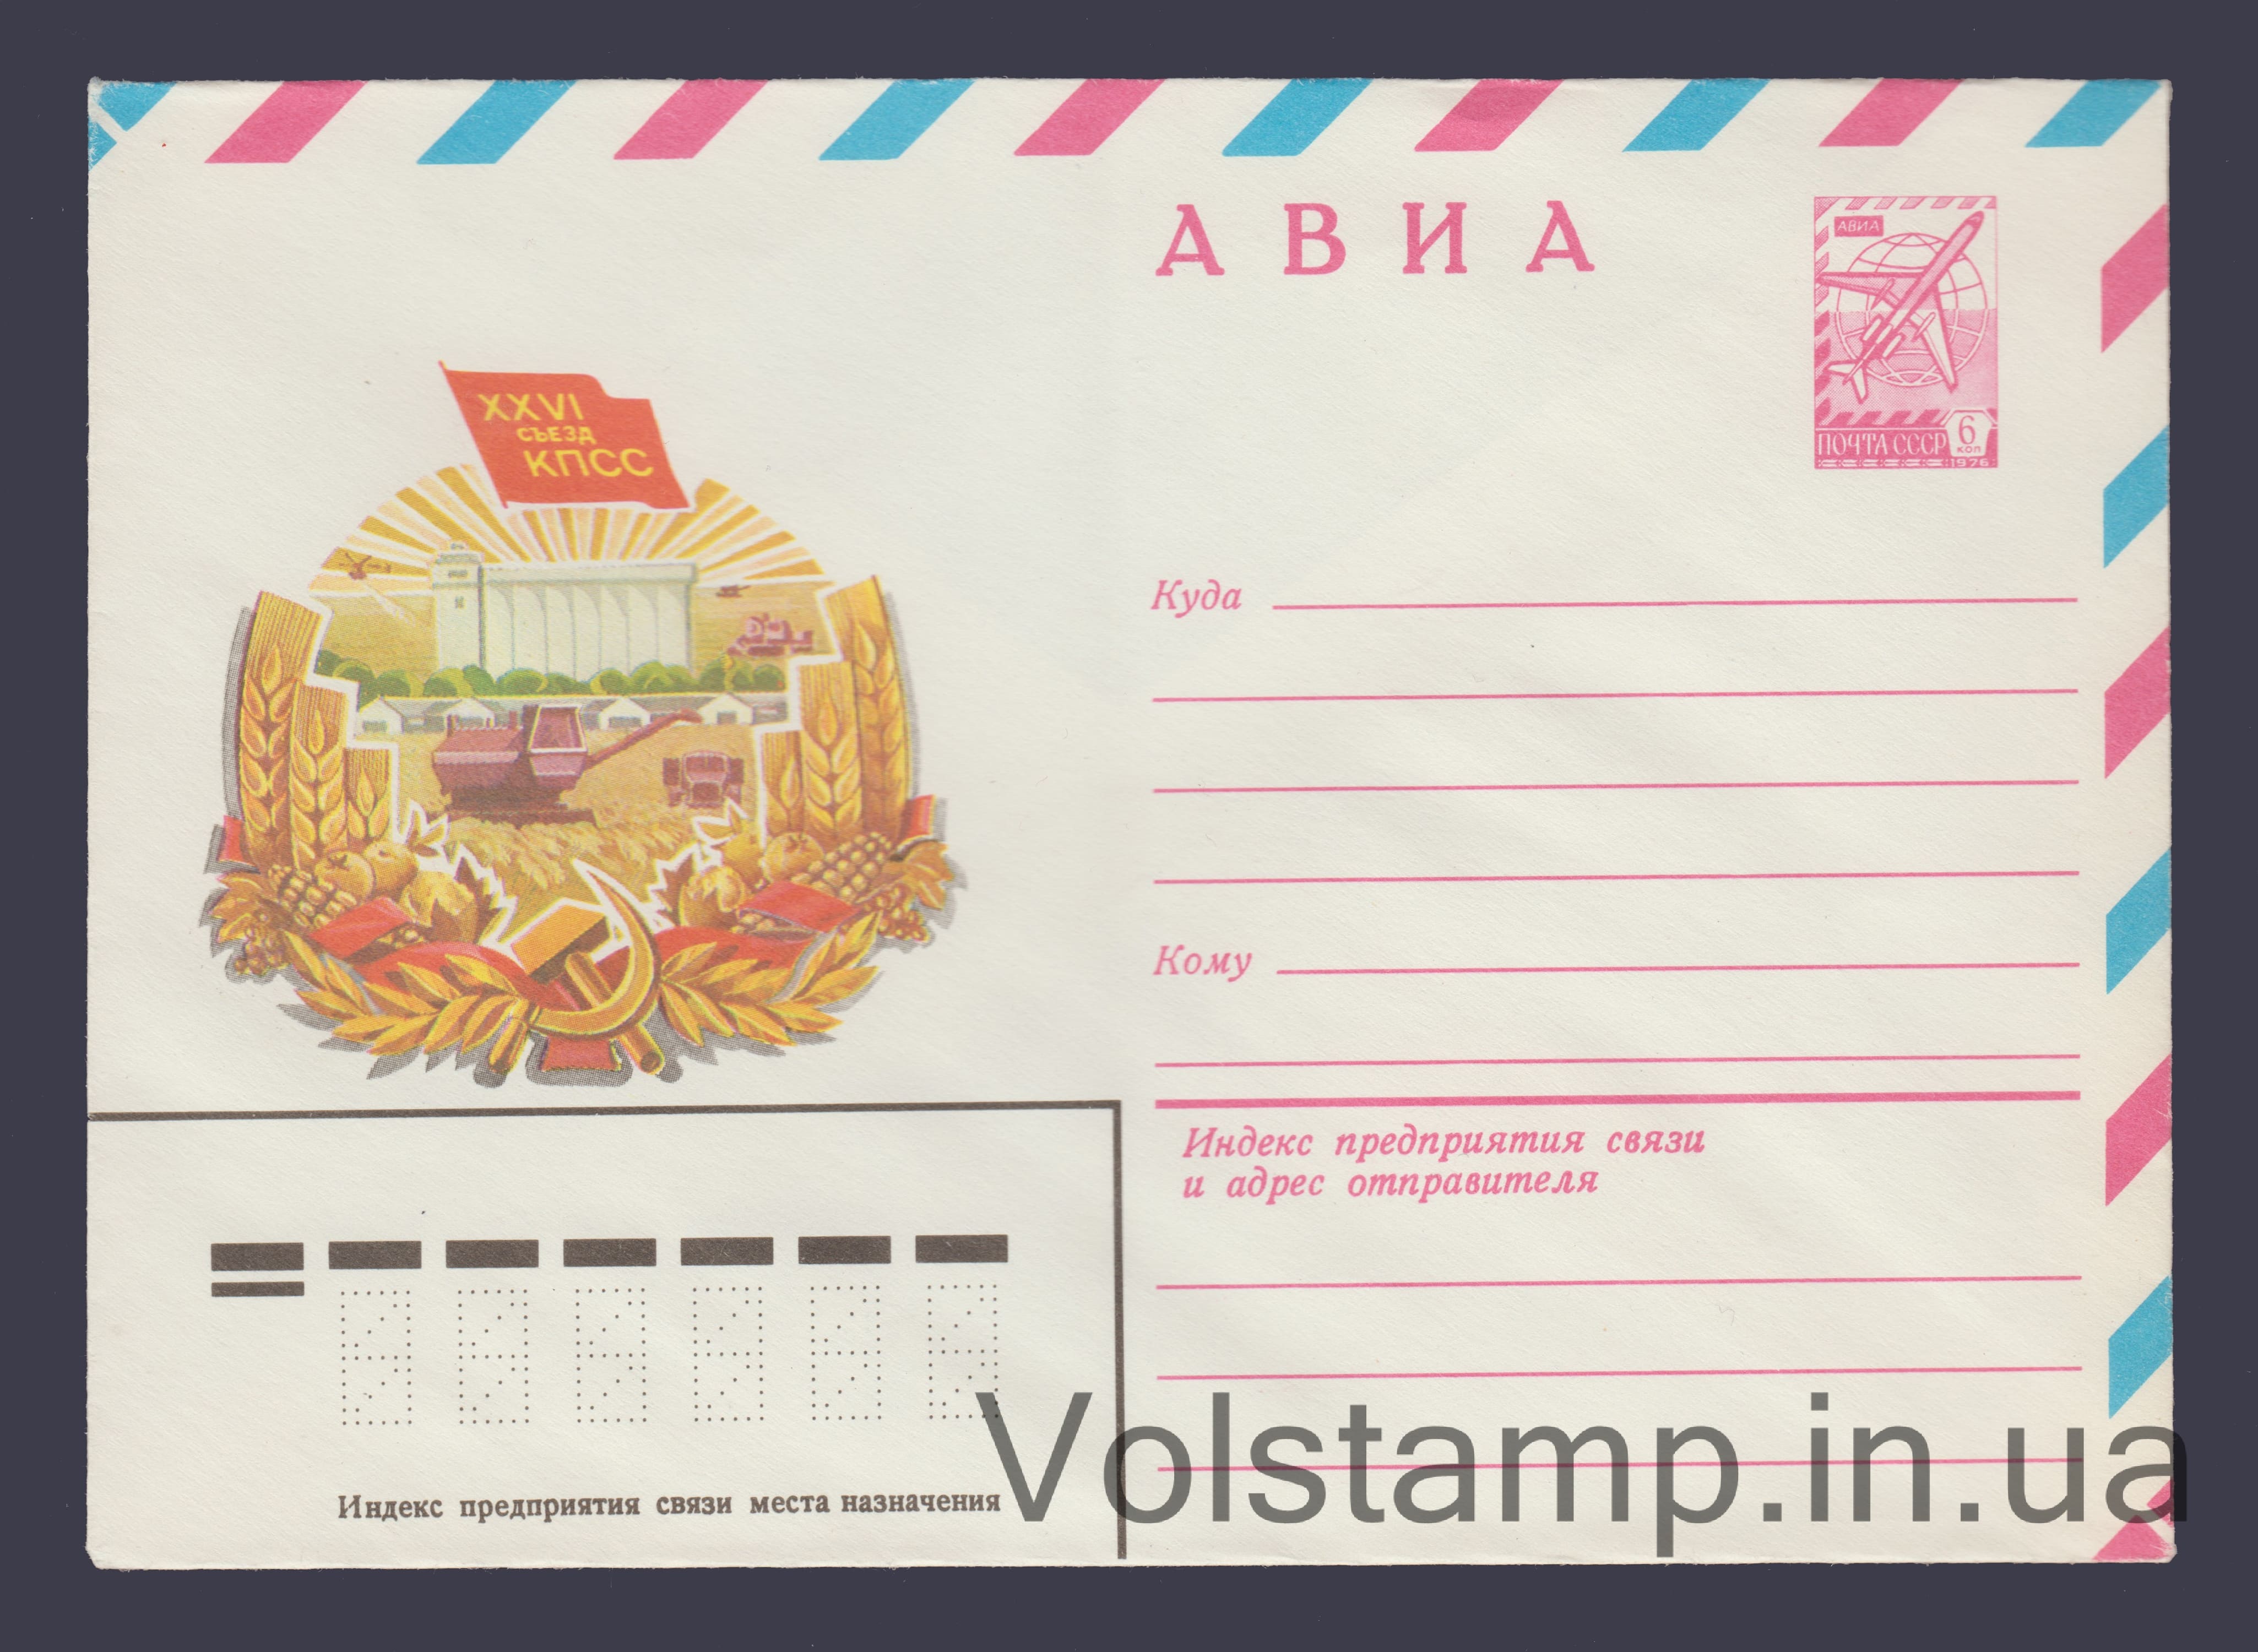 АВИА
АВИА
ПОЧТА СССР 6
коп
1976
XXVI
СЪЕЗД
КПСС
Куда
Кому
Индекс предприятия связи
и адрес отправителя
Индекс предприятия связи места назначения
Volstamp.in.ua